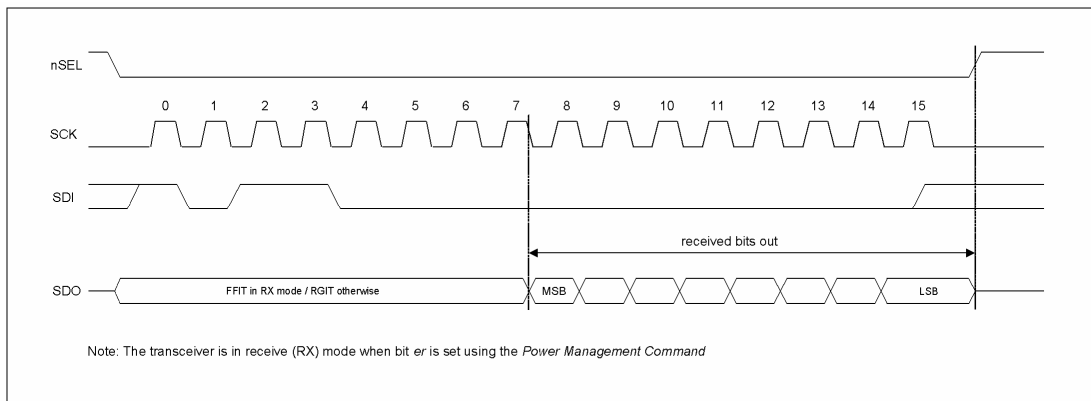 nSEL
0 1 2 3 4 5 6 7 8 9 10 11 12 13 14 15
SCK
SDI
received bits out
SDO FFIT in RX mode / RGIT otherwise MSB LSB
Note: The transceiver is in receive (RX) mode when bit er is set using the Power Management Command